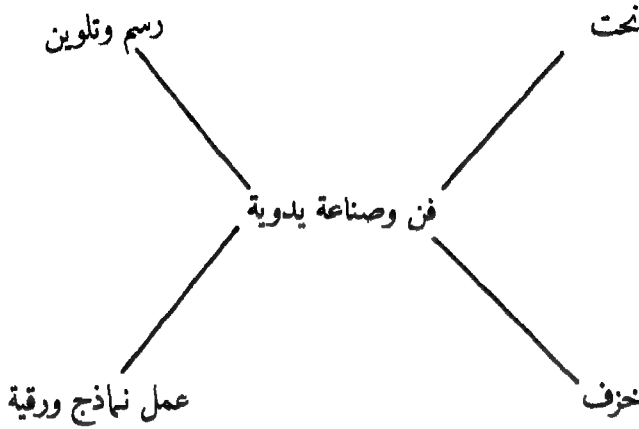 نحت
رسم وتلوين
فن وصناعة يدوية
خزف
عمل نماذج ورقية